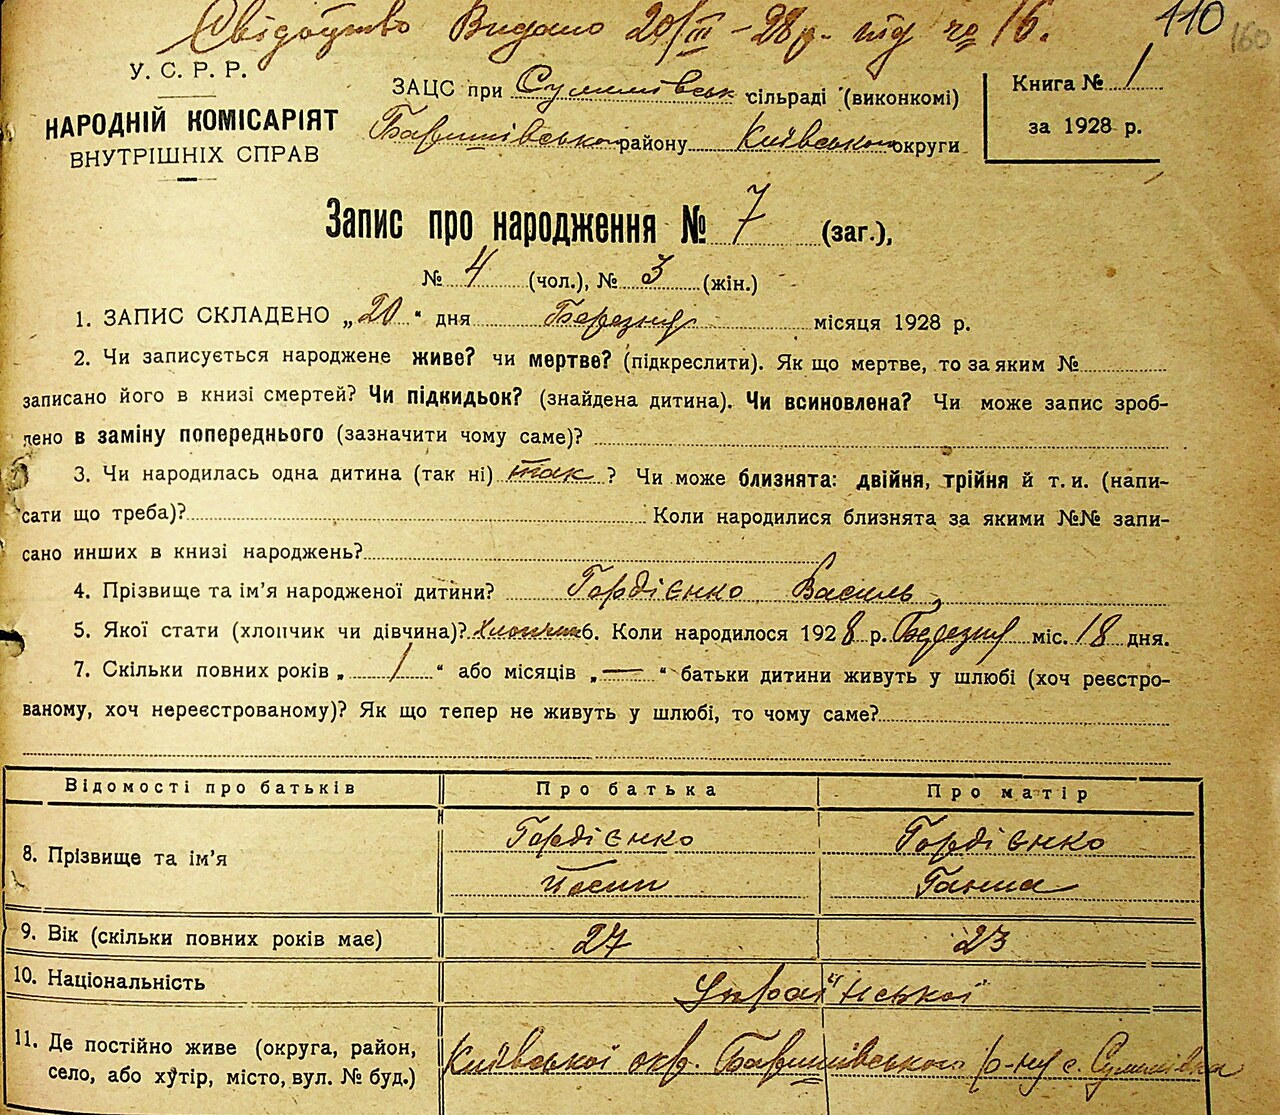 Свідоцтво Видано 20/III – 28 р. під № 16.
110
160
У. С. Р. Р.
НАРОДНІЙ КОМІСАРІЯТ
ВНУТРІШНІХ СПРАВ
ЗАЦС при Сулимівськ сільраді (виконкомі)
Баришівського району Київської округи
Книга № 1
за 1928 р.
Запис про народження № 7 (заг.),
№ 4 (чол.), № 3 (жін.)
1. ЗАПИС СКЛАДЕНО „20“ дня Березня місяця 1928 р.
2. Чи записується народжене живе? чи мертве? (підкреслити). Як що мертве, то за яким №
записано його в книзі смертей? Чи підкидьок? (знайдена дитина). Чи всиновлена? Чи може запис зроб-
лено в заміну попереднього (зазначити чому саме)?
3. Чи народилась одна дитина (так ні) так ? Чи може близнята: двійня, трійня й т. и. (напи-
сати що треба)? Коли народилися близнята за якими №№ запи-
сано инших в книзі народжень?
4. Прізвище та ім’я народженої дитини? Гордієнко Василь
5. Якої стати (хлопчик чи дівчина)? Хлопчик 6. Коли народилося 1928 р. Березня міс. 18 дня.
7. Скільки повних років „ 1 “ або місяців „ — “ батьки дитини живуть у шлюбі (хоч реєстро-
ваному, хоч нереєстрованому)? Як що тепер не живуть у шлюбі, то чому саме?
Відомості про батьків Про батька Про матір
8. Прізвище та ім’я Гордієнко Йосип Гордієнко Ганна
9. Вік (скільки повних років має) 27 23
10. Національність Української
11. Де постійно живе (округа, район, село, або хутір, місто, вул. № буд.) Київської окр. Баришівського р-ну с. Сулимівка